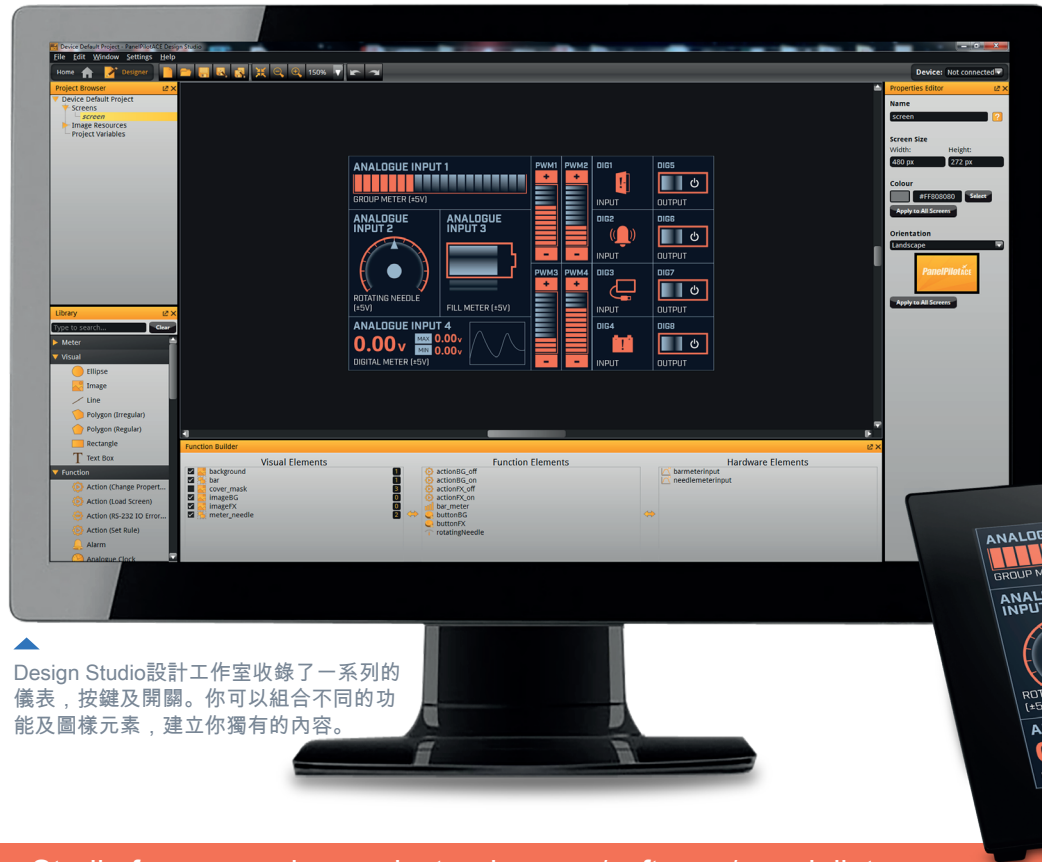 Device Default Project - PanelPilotACE Design Studio
File Edit Window Settings Help
Home Designer 150% Device: Not connected
Project Browser
Device Default Project
Screens
screen
Image Resources
Project Variables
Library
Type to search... Clear
Meter
Visual
Ellipse
Image
Line
Polygon (Irregular)
Polygon (Regular)
Rectangle
Text Box
Function
Action (Change Propert...
Action (Load Screen)
Action (RS-232 IO Error...
Action (Set Rule)
Alarm
Analogue Clock
ANALOGUE INPUT 1
GROUP METER (±5V)
ANALOGUE
INPUT 2
ROTATING NEEDLE
(±5V)
ANALOGUE
INPUT 3
FILL METER (±5V)
ANALOGUE INPUT 4
0.00v
MAX 0.00v
MIN 0.00v
DIGITAL METER (±5V)
PWM1 PWM2
+ +
- -
PWM3 PWM4
+ +
- -
DIG1
INPUT
DIG5
OUTPUT
DIG2
INPUT
DIG6
OUTPUT
DIG3
INPUT
DIG7
OUTPUT
DIG4
INPUT
DIG8
OUTPUT
Function Builder
Visual Elements
background 1
bar 1
cover_mask 3
imageBG 0
imageFX 0
meter_needle 2
Function Elements
actionBG_off
actionBG_on
actionFX_off
actionFX_on
bar_meter
buttonBG
buttonFX
rotatingNeedle
Hardware Elements
barmeterinput
needlemeterinput
Properties Editor
Name
screen ?
Screen Size
Width: Height:
480 px 272 px
Colour
#FF808080 Select
Apply to All Screens
Orientation
Landscape
PanelPilotACE
Apply to All Screens
Design Studio設計工作室收錄了一系列的
儀表，按鍵及開關。你可以組合不同的功
能及圖樣元素，建立你獨有的內容。